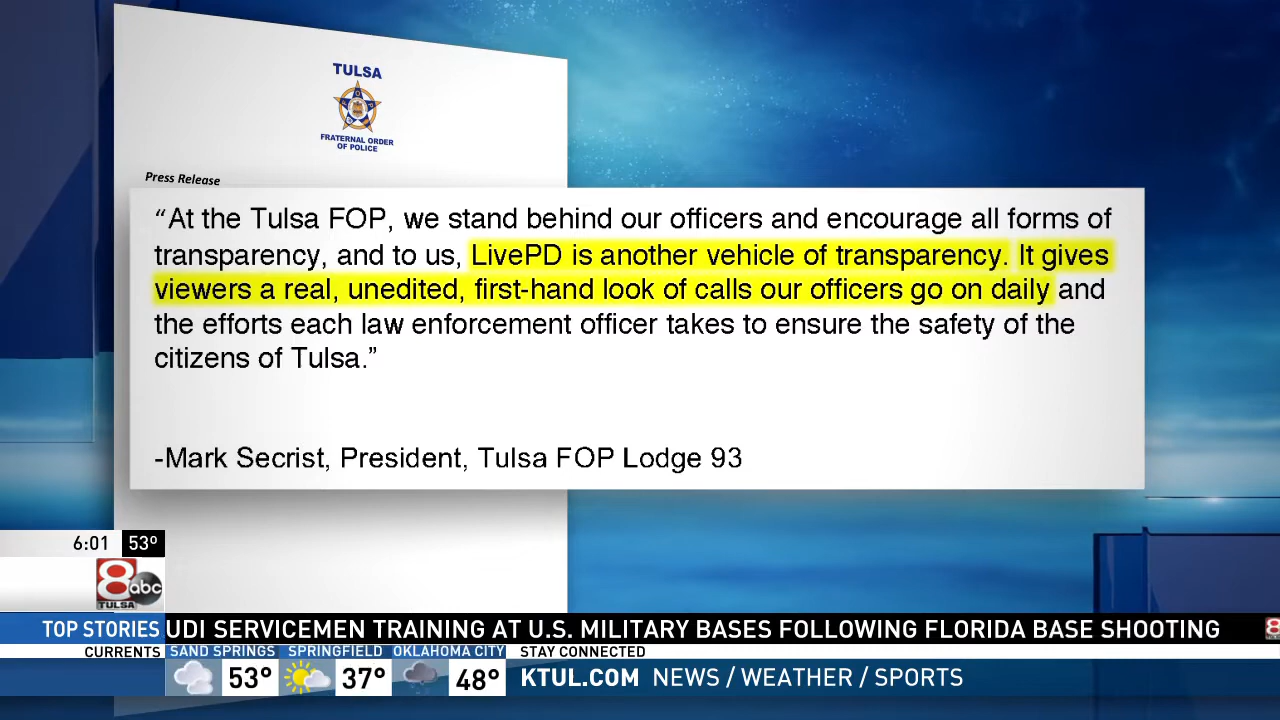 TULSA
FRATERNAL ORDER
OF POLICE
Press Release
“At the Tulsa FOP, we stand behind our officers and encourage all forms of
transparency, and to us, LivePD is another vehicle of transparency. It gives
viewers a real, unedited, first-hand look of calls our officers go on daily and
the efforts each law enforcement officer takes to ensure the safety of the
citizens of Tulsa.”
-Mark Secrist, President, Tulsa FOP Lodge 93
6:01 53º
8 abc
TULSA
TOP STORIES UDI SERVICEMEN TRAINING AT U.S. MILITARY BASES FOLLOWING FLORIDA BASE SHOOTING 8
CURRENTS SAND SPRINGS SPRINGFIELD OKLAHOMA CITY STAY CONNECTED
53º 37º 48º KTUL.COM NEWS / WEATHER / SPORTS